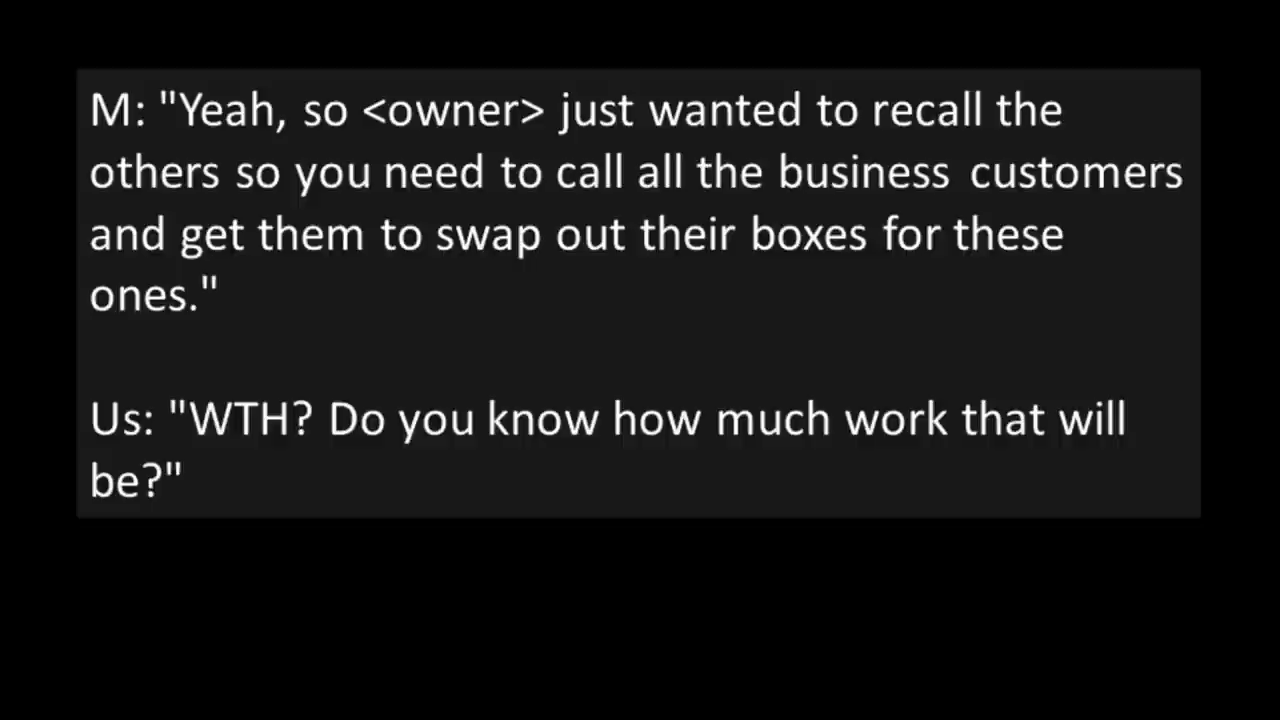 M: "Yeah, so <owner> just wanted to recall the
others so you need to call all the business customers
and get them to swap out their boxes for these
ones."
Us: "WTH? Do you know how much work that will
be?"